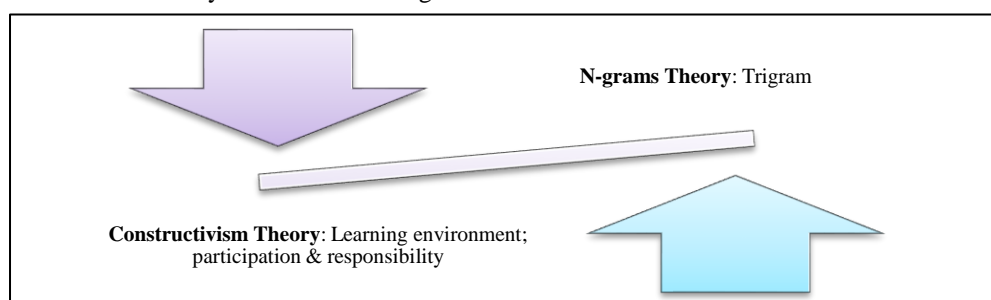 N-grams Theory: Trigram
Constructivism Theory: Learning environment;
participation & responsibility